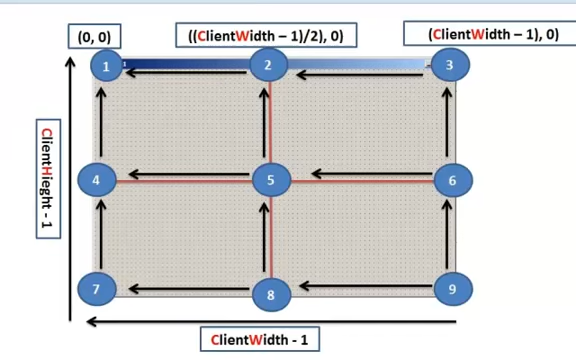 (0, 0)
((ClientWidth – 1)/2), 0)
(ClientWidth – 1), 0)
1
2
3
ClientHieght - 1
4
5
6
7
8
9
ClientWidth - 1